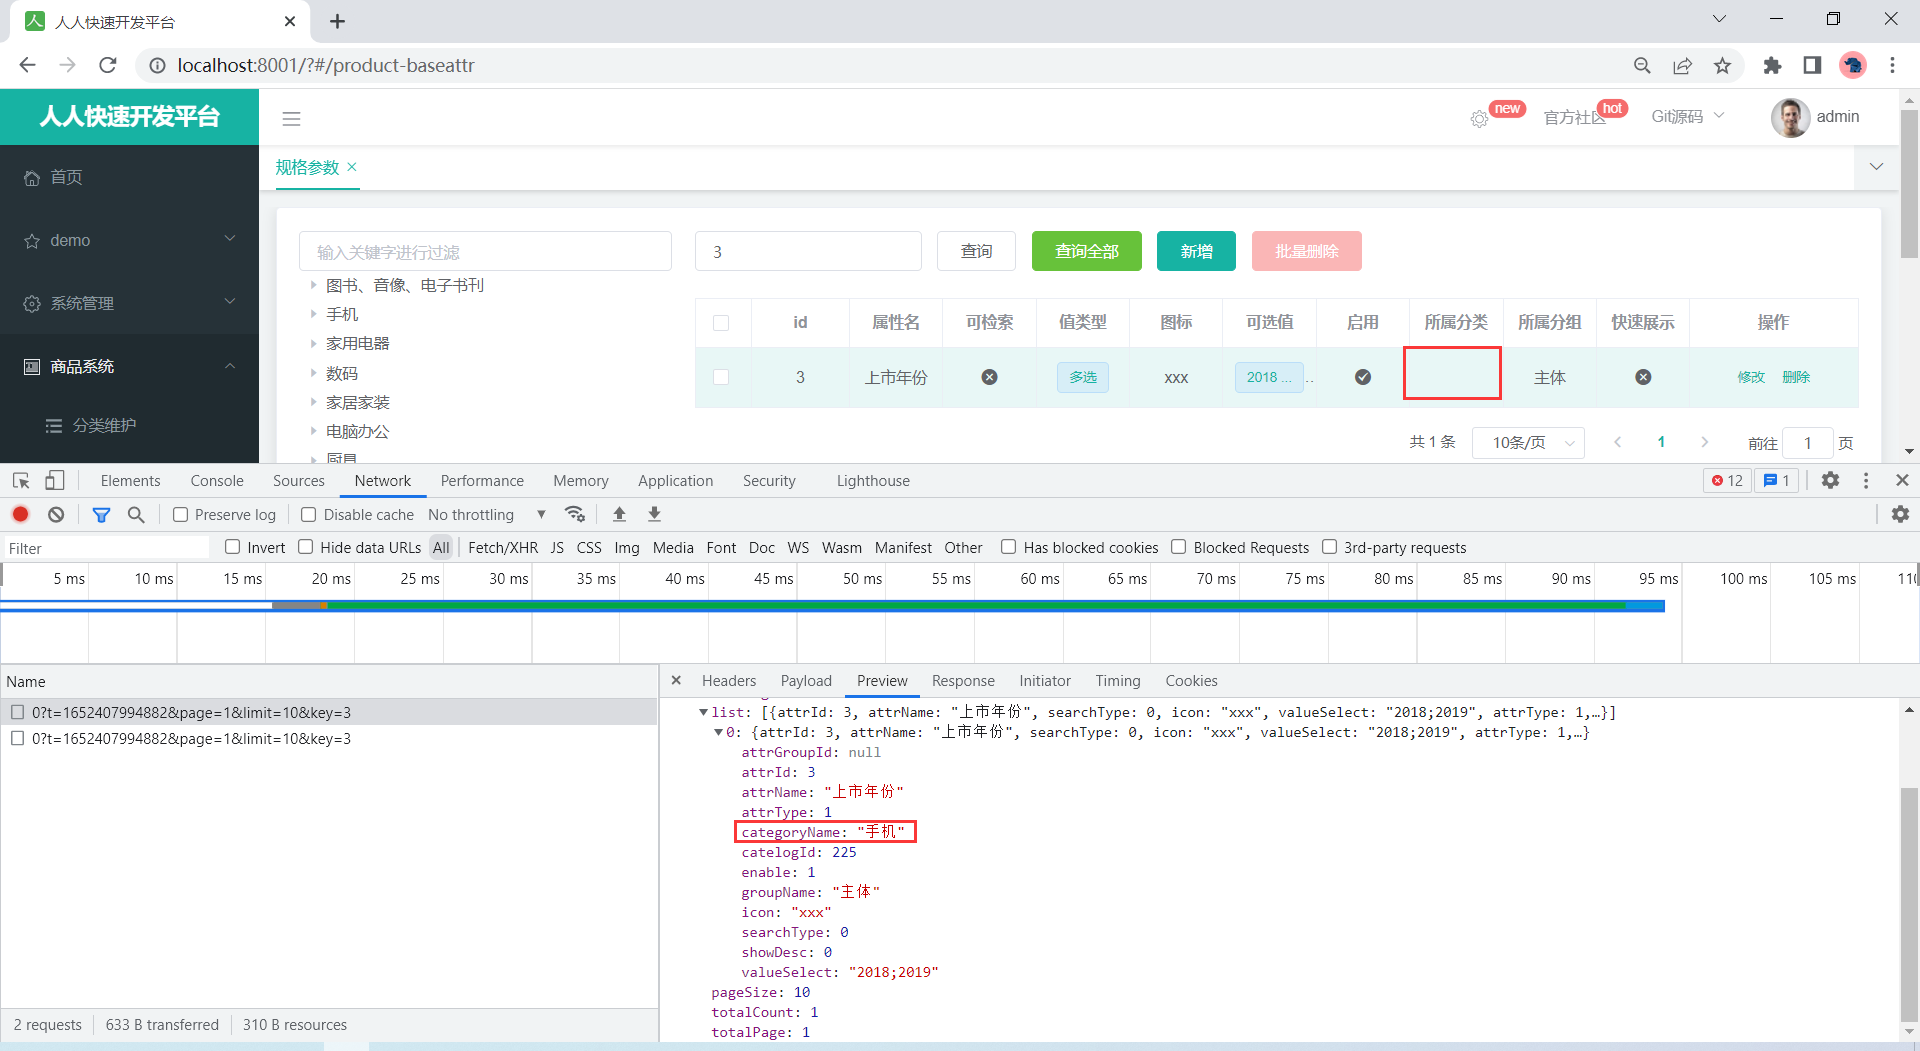 人人快速开发平台
localhost:8001/?#/product-baseattr
人人快速开发平台
new
官方社区
hot
Git源码
admin
首页
demo
系统管理
商品系统
分类维护
规格参数
输入关键字进行过滤
图书、音像、电子书刊
手机
家用电器
数码
家居家装
电脑办公
厨具
3 查询 查询全部 新增 批量删除
id 属性名 可检索 值类型 图标 可选值 启用 所属分类 所属分组 快速展示 操作
3 上市年份 多选 xxx 2018 ... .. 主体 修改 删除
共 1 条 10条/页 1 前往 1 页
Elements Console Sources Network Performance Memory Application Security Lighthouse 12 1
Preserve log Disable cache No throttling
Filter Invert Hide data URLs All Fetch/XHR JS CSS Img Media Font Doc WS Wasm Manifest Other Has blocked cookies Blocked Requests 3rd-party requests
5 ms 10 ms 15 ms 20 ms 25 ms 30 ms 35 ms 40 ms 45 ms 50 ms 55 ms 60 ms 65 ms 70 ms 75 ms 80 ms 85 ms 90 ms 95 ms 100 ms 105 ms
Name
0?t=1652407994882&page=1&limit=10&key=3
0?t=1652407994882&page=1&limit=10&key=3
2 requests 633 B transferred 310 B resources
Headers Payload Preview Response Initiator Timing Cookies
list: [{attrId: 3, attrName: "上市年份", searchType: 0, icon: "xxx", valueSelect: "2018;2019", attrType: 1,…}]
0: {attrId: 3, attrName: "上市年份", searchType: 0, icon: "xxx", valueSelect: "2018;2019", attrType: 1,…}
attrGroupId: null
attrId: 3
attrName: "上市年份"
attrType: 1
categoryName: "手机"
catelogId: 225
enable: 1
groupName: "主体"
icon: "xxx"
searchType: 0
showDesc: 0
valueSelect: "2018;2019"
pageSize: 10
totalCount: 1
totalPage: 1